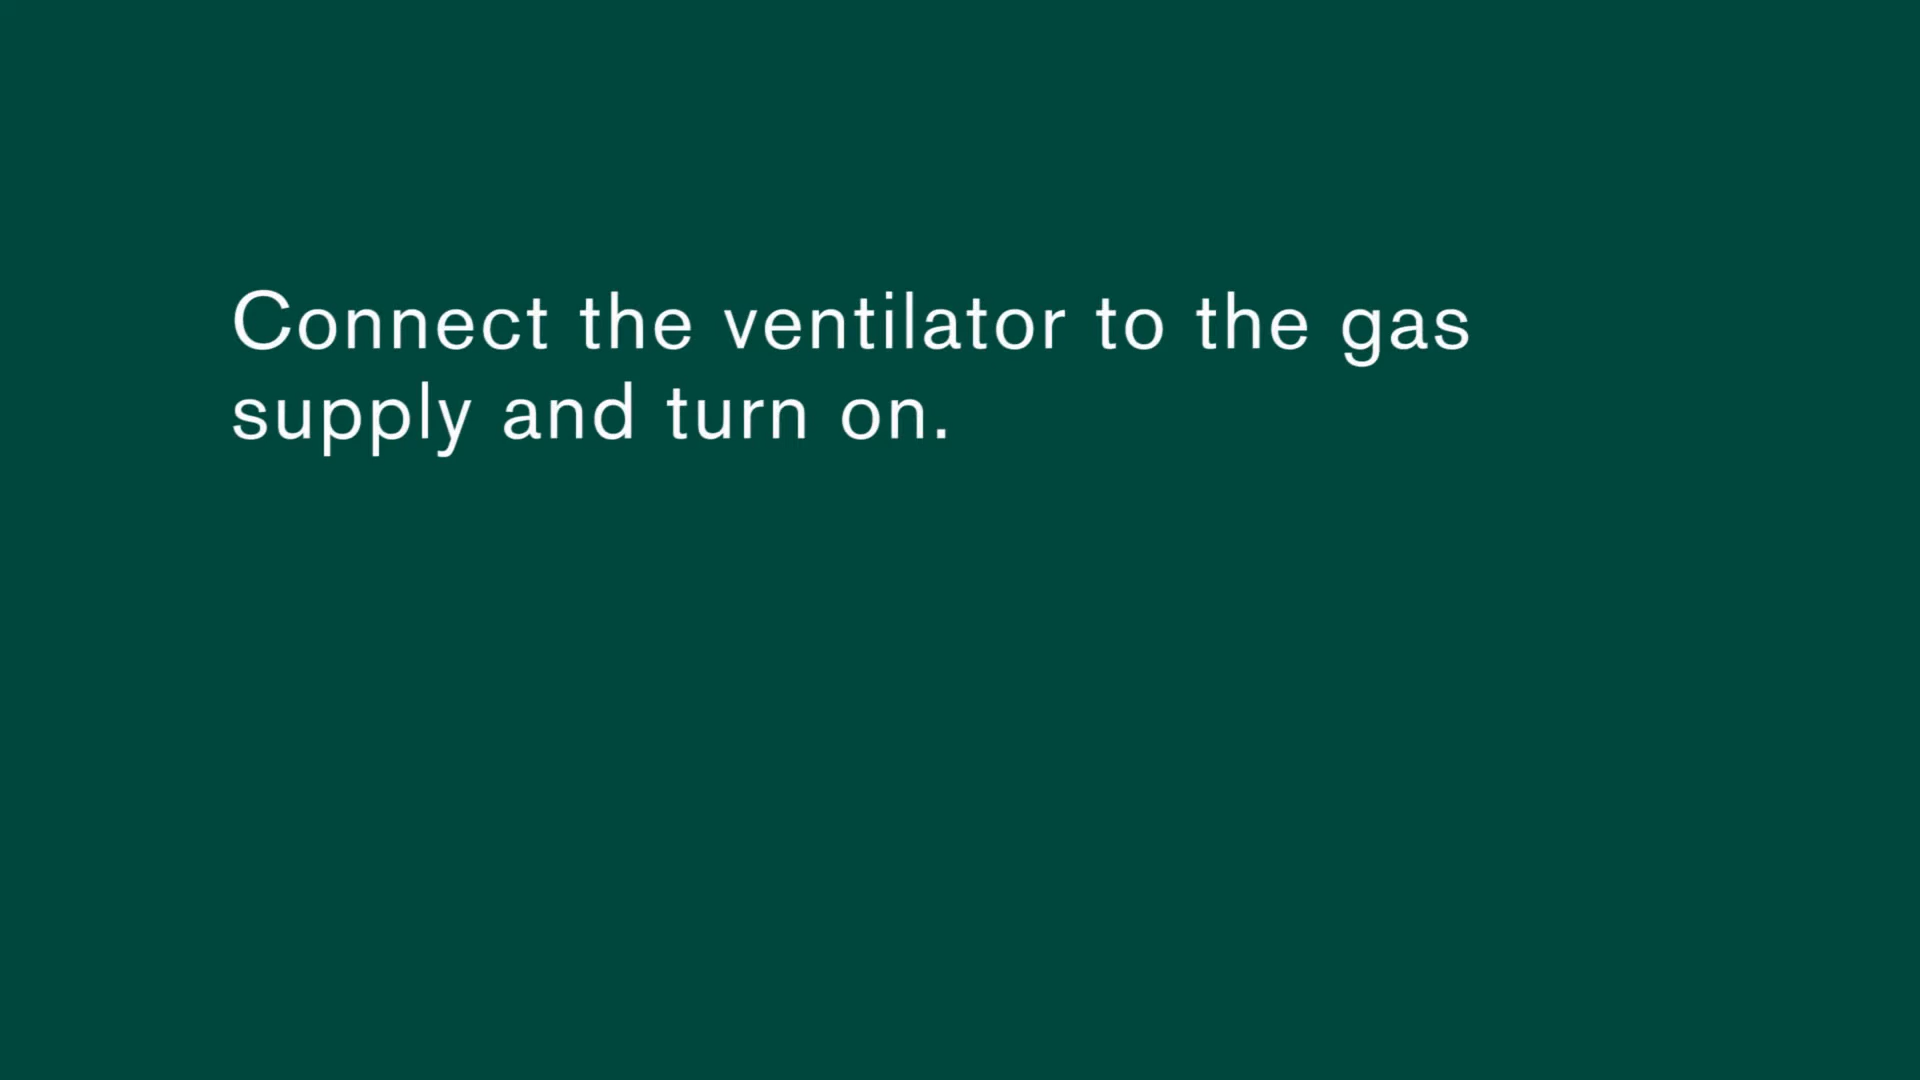 Connect the ventilator to the gas
supply and turn on.